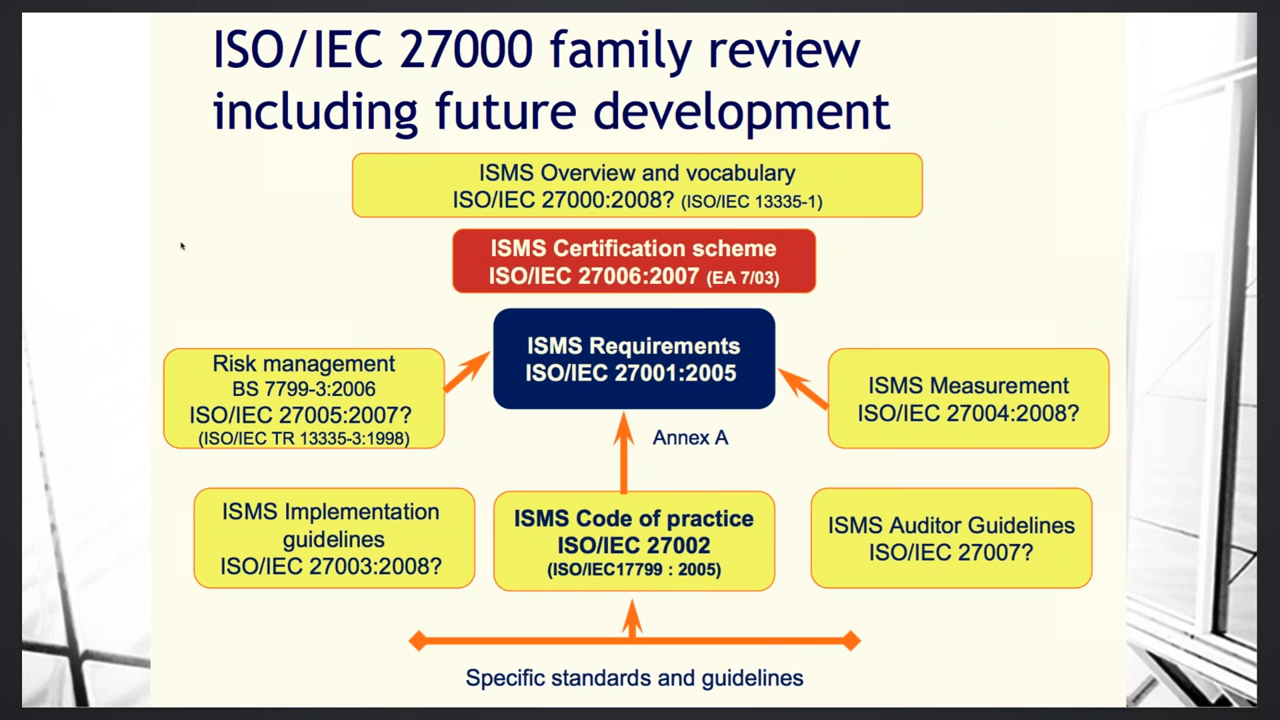 ISO/IEC 27000 family review
including future development
ISMS Overview and vocabulary
ISO/IEC 27000:2008? (ISO/IEC 13335-1)
ISMS Certification scheme
ISO/IEC 27006:2007 (EA 7/03)
ISMS Requirements
ISO/IEC 27001:2005
Risk management
BS 7799-3:2006
ISO/IEC 27005:2007?
(ISO/IEC TR 13335-3:1998)
ISMS Measurement
ISO/IEC 27004:2008?
Annex A
ISMS Implementation
guidelines
ISO/IEC 27003:2008?
ISMS Code of practice
ISO/IEC 27002
(ISO/IEC17799 : 2005)
ISMS Auditor Guidelines
ISO/IEC 27007?
Specific standards and guidelines